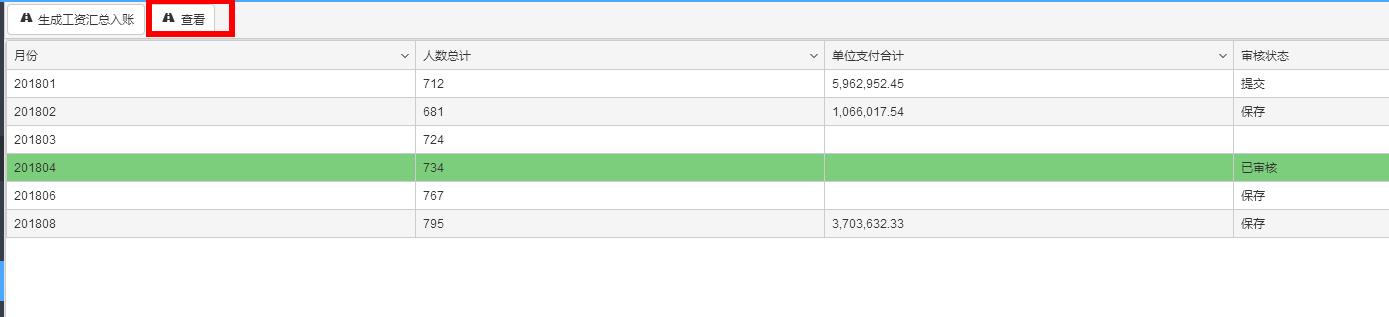 生成工资汇总入账 查看
月份 人数总计 单位支付合计 审核状态
201801 712 5,962,952.45 提交
201802 681 1,066,017.54 保存
201803 724
201804 734 已审核
201806 767 保存
201808 795 3,703,632.33 保存